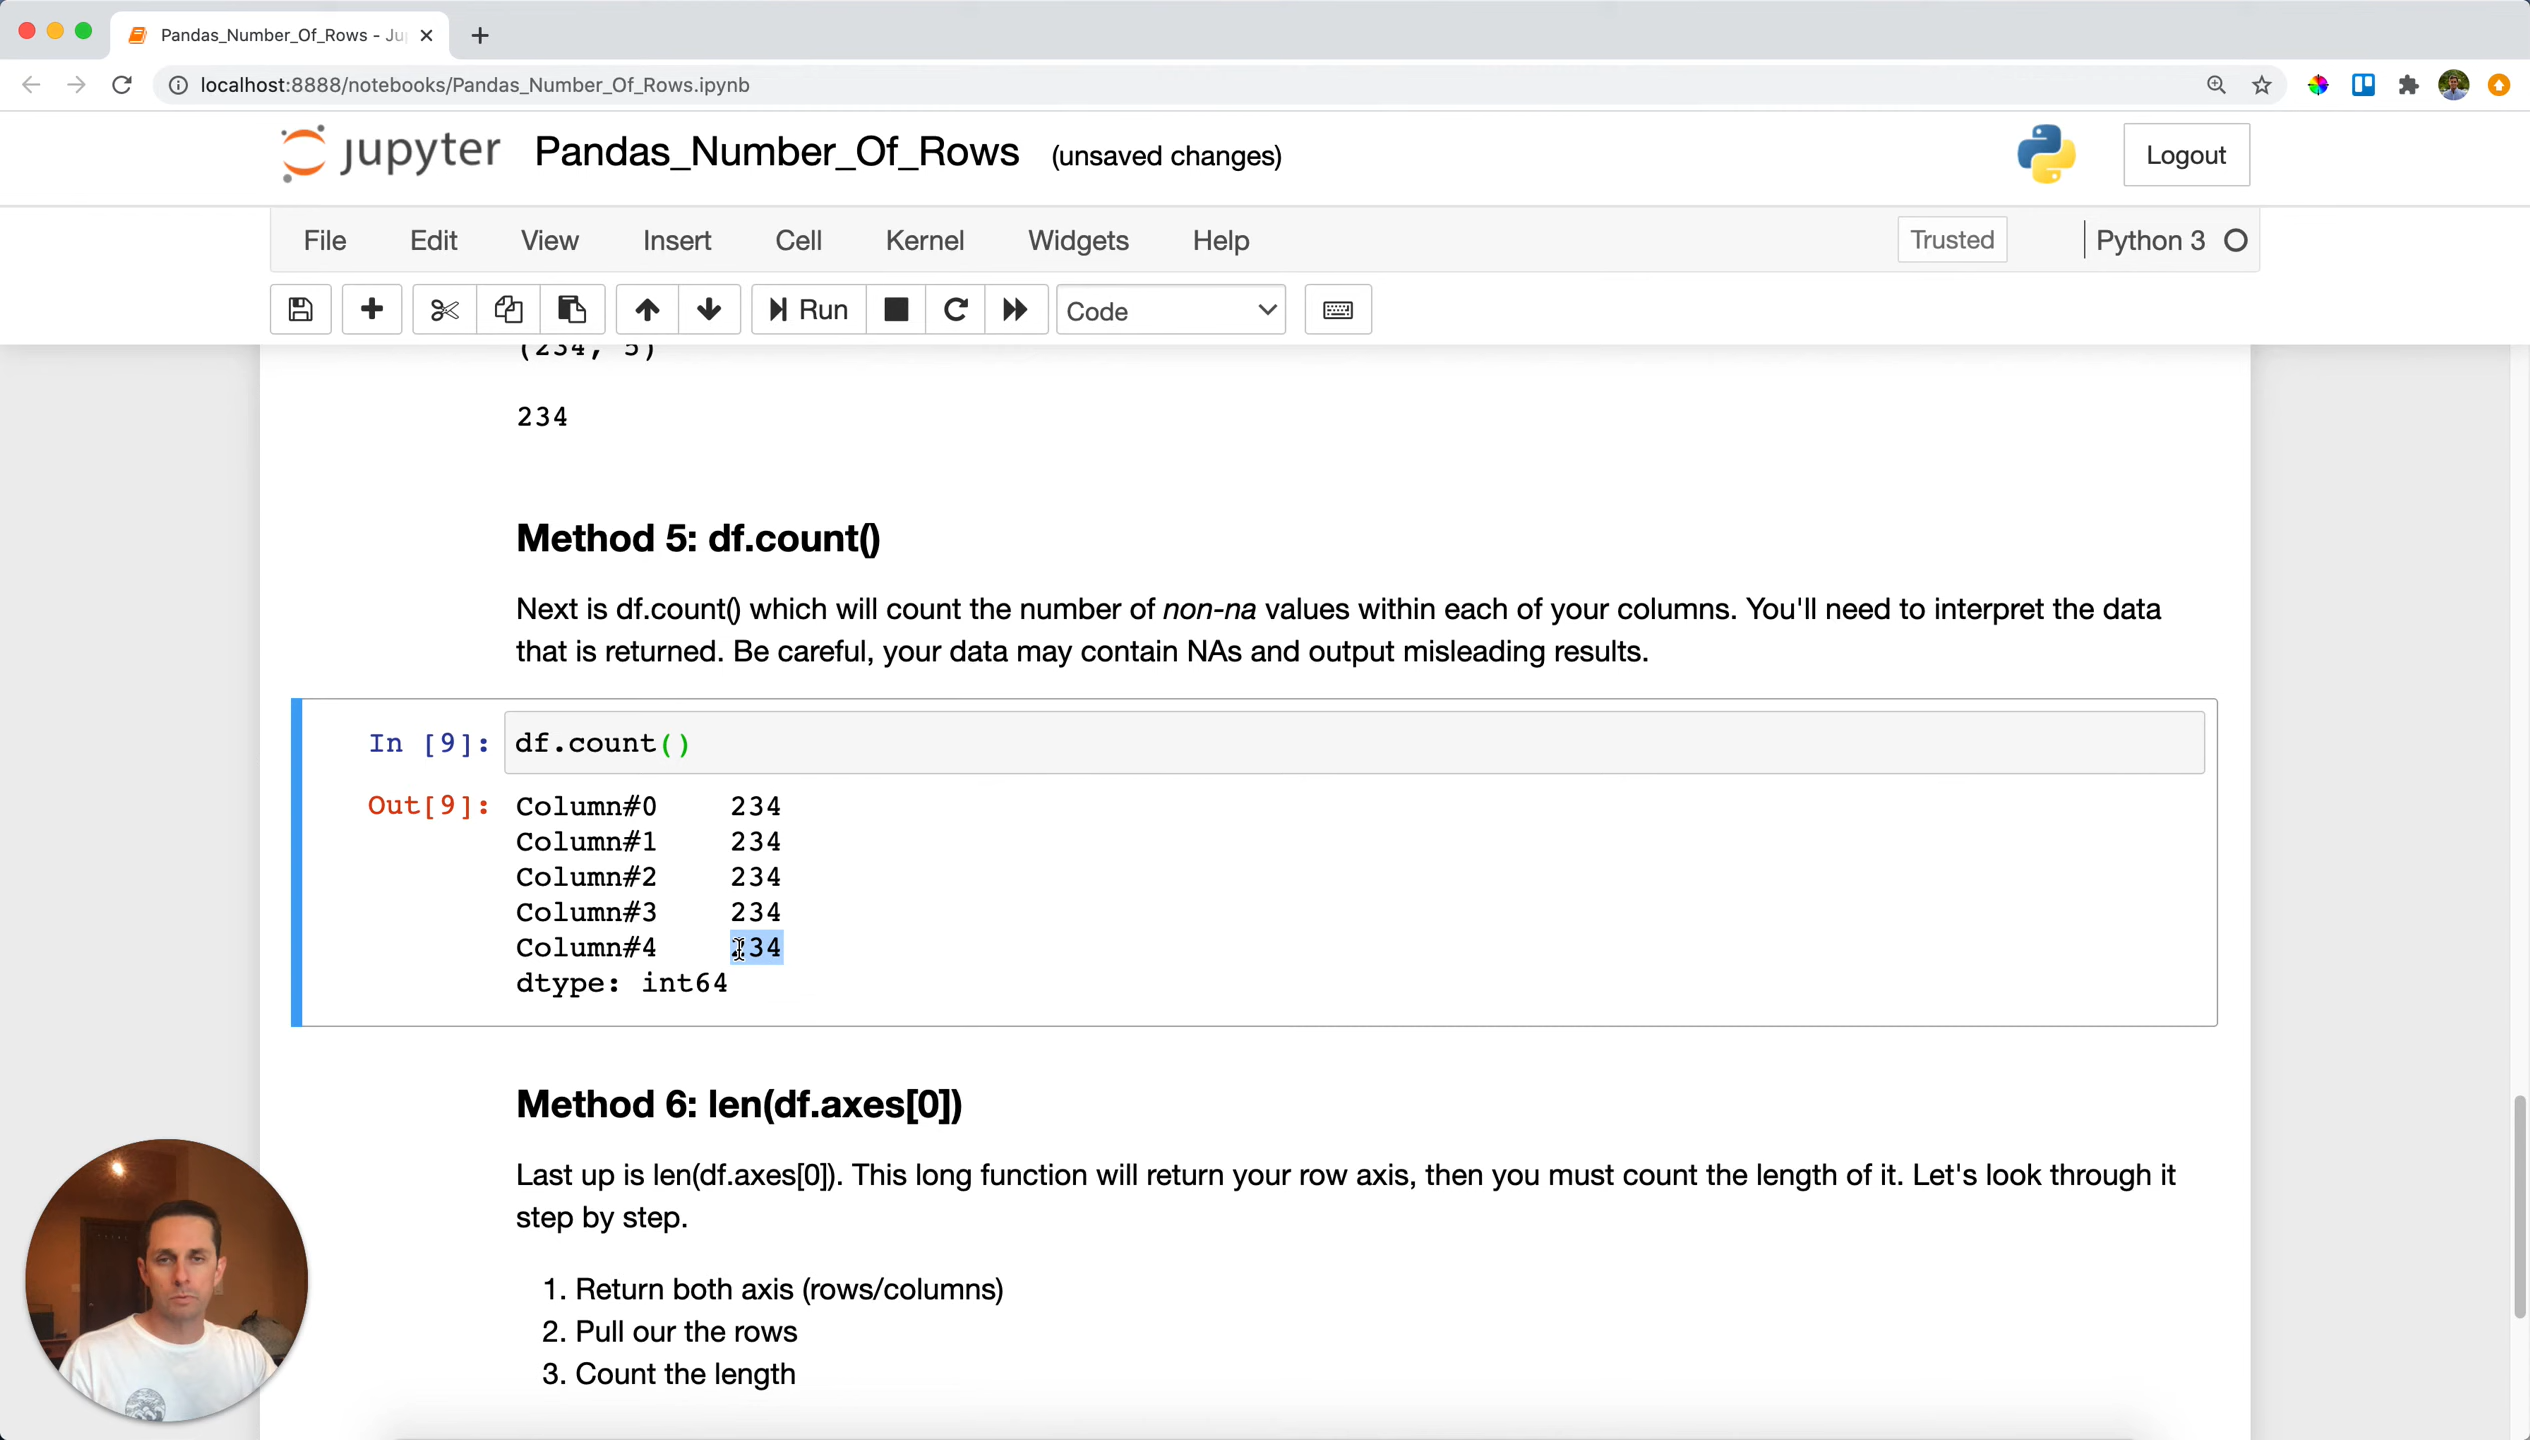 Pandas_Number_Of_Rows - Ju
localhost:8888/notebooks/Pandas_Number_Of_Rows.ipynb
jupyter Pandas_Number_Of_Rows (unsaved changes) Logout
File Edit View Insert Cell Kernel Widgets Help Trusted Python 3
Run Code
(234, 5)
234
Method 5: df.count()
Next is df.count() which will count the number of non-na values within each of your columns. You'll need to interpret the data
that is returned. Be careful, your data may contain NAs and output misleading results.
In [9]: df.count()
Out[9]: Column#0 234
Column#1 234
Column#2 234
Column#3 234
Column#4 234
dtype: int64
Method 6: len(df.axes[0])
Last up is len(df.axes[0]). This long function will return your row axis, then you must count the length of it. Let's look through it
step by step.
1. Return both axis (rows/columns)
2. Pull our the rows
3. Count the length